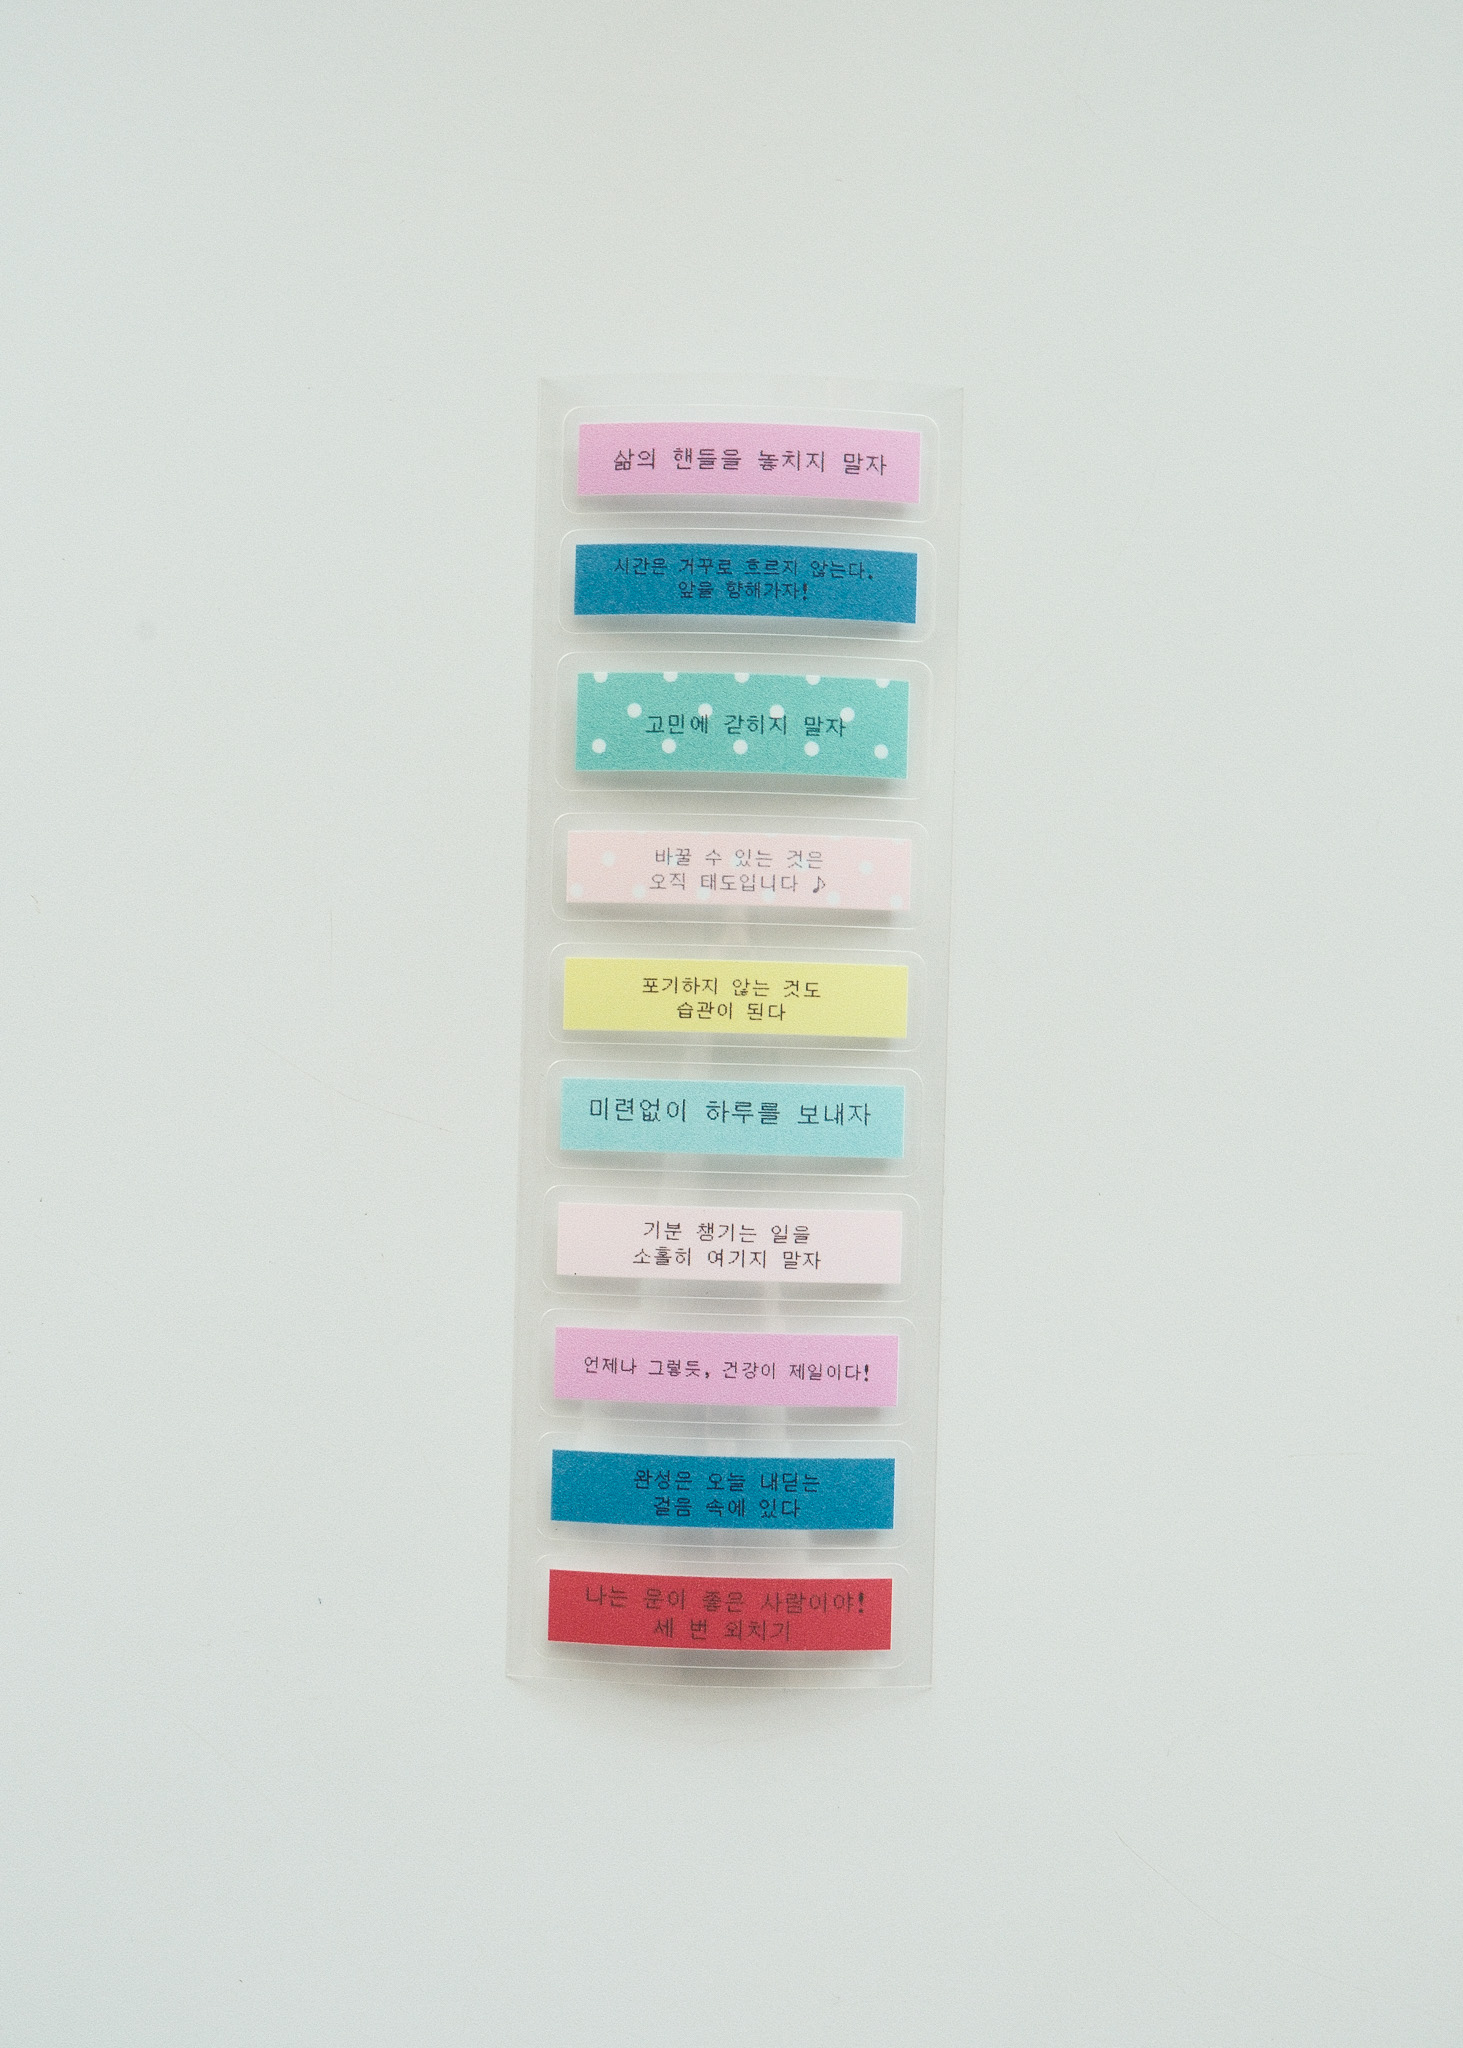 삶의 핸들을 놓치지 말자
시간은 거꾸로 흐르지 않는다.
앞을 향해가자!
고민에 갇히지 말자
바꿀 수 있는 것은
오직 태도입니다 ♪
포기하지 않는 것도
습관이 된다
미련없이 하루를 보내자
기분 챙기는 일을
소홀히 여기지 말자
언제나 그렇듯, 건강이 제일이다!
완성은 오늘 내딛는
걸음 속에 있다
나는 운이 좋은 사람이야!
세 번 외치기